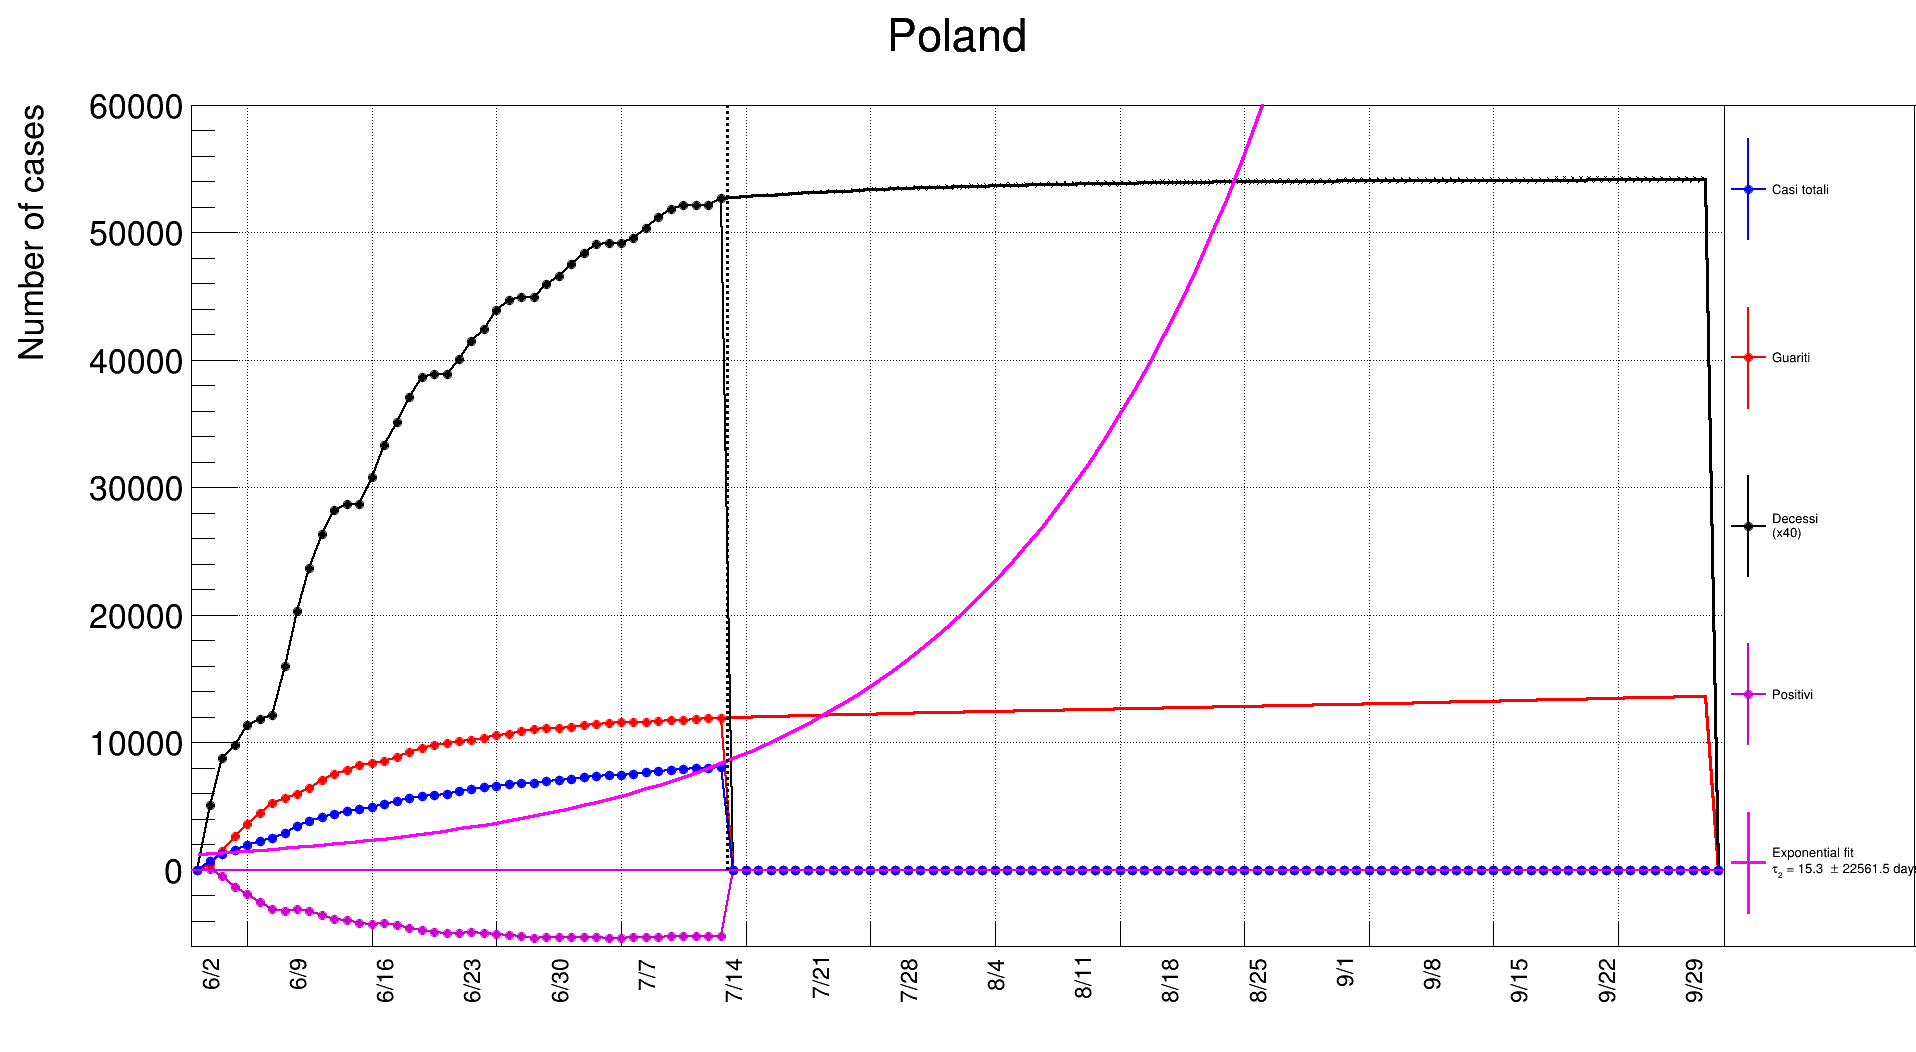 Poland
Number of cases
60000
50000
40000
30000
20000
10000
0
6/2
6/9
6/16
6/23
6/30
7/7
7/14
7/21
7/28
8/4
8/11
8/18
8/25
9/1
9/8
9/15
9/22
9/29
Casi totali
Guariti
Decessi
(x40)
Positivi
Exponential fit
τ2 = 15.3 ± 22561.5 days